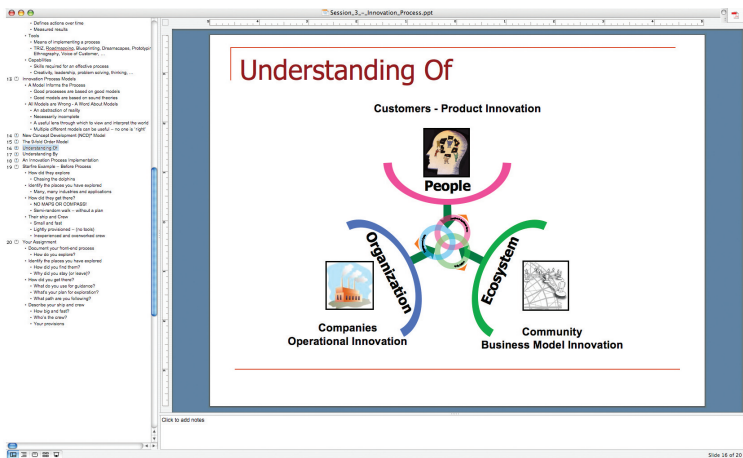 Session_3_-_Innovation_Process.ppt
• Defines actions over time
• Measured results
• Tools
• Means of implementing a process
• TRIZ, Roadmapping, Blueprinting, Dreamscapes, Prototypin
Ethnography, Voice of Customer, ...
• Capabilities
• Skills required for an effective process
• Creativity, leadership, problem solving, thinking, ...
13 Innovation Process Models
• A Model Informs the Process
• Good processes are based on good models
• Good models are based on sound theories
• All Models are Wrong - A Word About Models
• An abstraction of reality
• Necessarily incomplete
• A useful lens through which to view and interpret the world
• Multiple different models can be useful -- no one is 'right'
14 New Concept Development (NCD)* Model
15 The 9-fold Order Model
16 Understanding Of
17 Understanding By
18 An Innovation Process Implementation
19 Starfire Example -- Before Process
• How did they explore?
• Chasing the dolphins
• Identify the places you have explored
• Many, many industries and applications
• How did they get there?
• NO MAPS OR COMPASS!
• Semi-random walk -- without a plan
• Their ship and Crew
• Small and fast
• Lightly provisioned -- (no tools)
• Inexperienced and overworked crew
20 Your Assignment
• Document your front-end process
• How do you explore?
• Identify the places you have explored
• How did you find them?
• Why did you stay (or leave)?
• How did you get there?
• What do you use for guidance?
• What's your plan for exploration?
• What path are you following?
• Describe your ship and crew
• How big and fast?
• Who's the crew?
• Your provisions
Understanding Of
Customers - Product Innovation
People
Organization
Ecosystem
Companies
Operational Innovation
Community
Business Model Innovation
Click to add notes
Slide 16 of 20